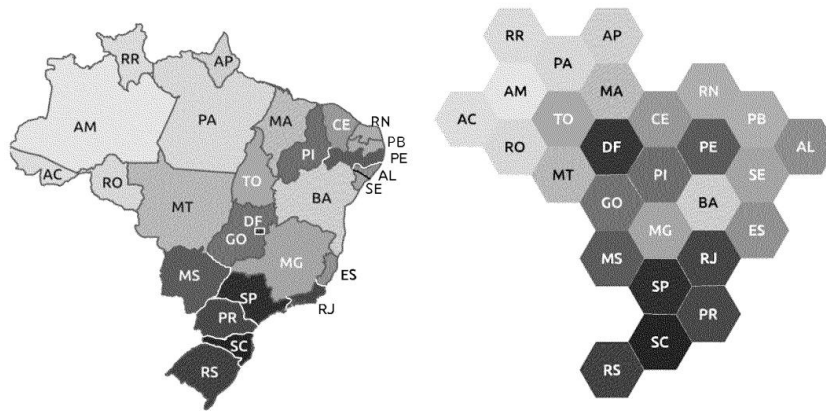 RR
AP
AM
PA
MA
CE
RN
PB
PE
PI
AL
SE
AC
RO
TO
BA
MT
DF
GO
MG
ES
MS
SP
RJ
PR
SC
RS
RR
AP
PA
AM
MA
RN
AC
TO
CE
PB
RO
DF
PE
AL
MT
PI
SE
GO
BA
MG
ES
MS
RJ
SP
PR
SC
RS